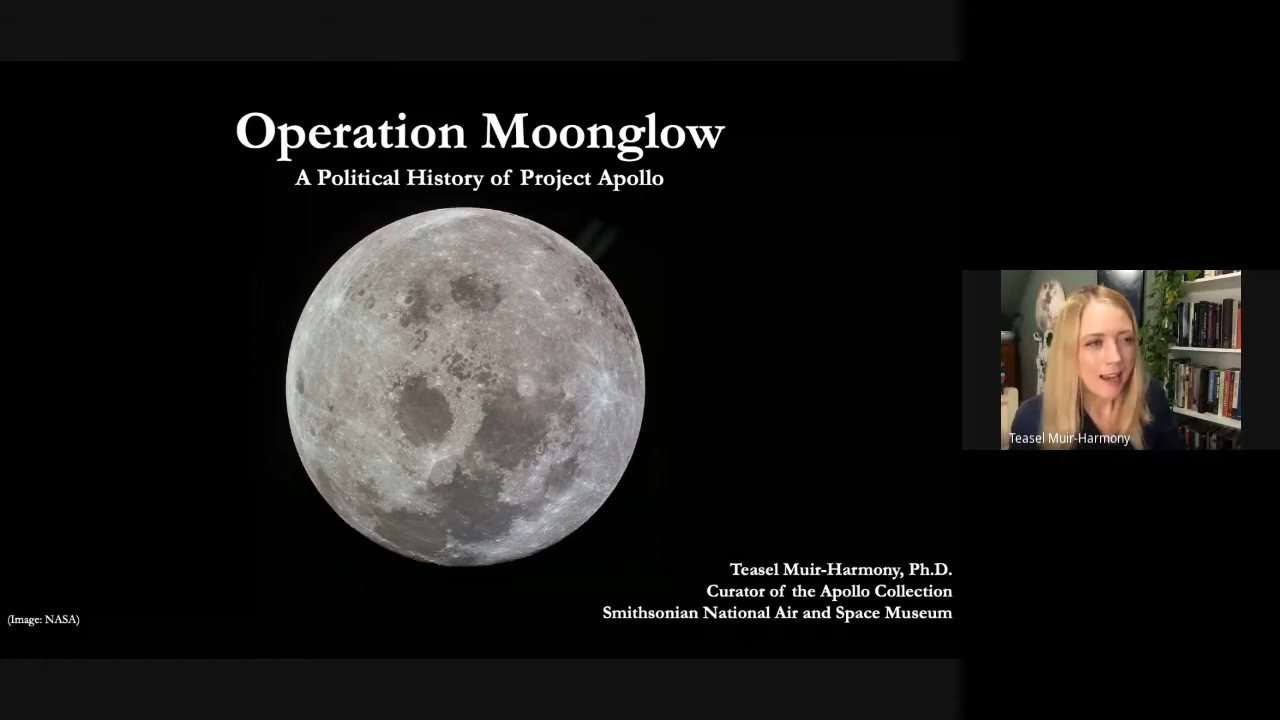 Operation Moonglow
A Political History of Project Apollo
Teasel Muir-Harmony, Ph.D.
Curator of the Apollo Collection
Smithsonian National Air and Space Museum
(Image: NASA)
Teasel Muir-Harmony